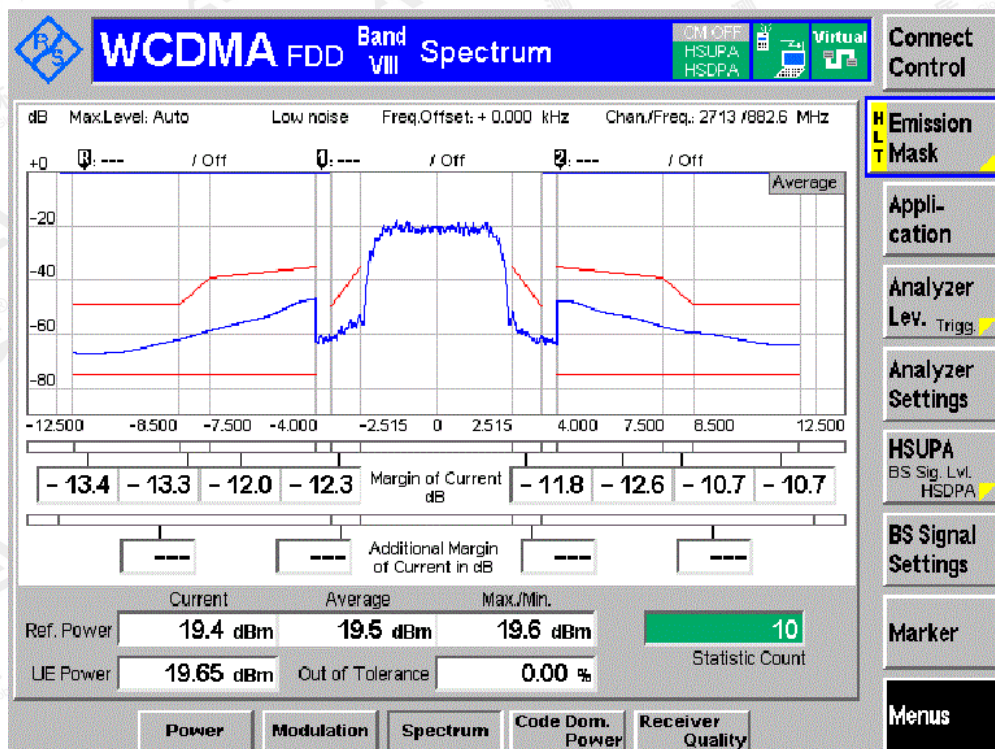 R/S WCDMA FDD Band VIII Spectrum
CM OFF
HSUPA
HSDPA
Virtual
Connect Control
dB Max.Level: Auto Low noise Freq.Offset: + 0.000 kHz Chan./Freq.: 2713 /882.6 MHz
HLT Emission Mask
+0 R: --- / Off 1: --- / Off 2: --- / Off
Average
-20
-40
-60
-80
-12.500 -8.500 -7.500 -4.000 -2.515 0 2.515 4.000 7.500 8.500 12.500
Appli-
cation
Analyzer
Lev. Trigg.
Analyzer
Settings
HSUPA
BS Sig. Lvl.
HSDPA
- 13.4 - 13.3 - 12.0 - 12.3 Margin of Current dB - 11.8 - 12.6 - 10.7 - 10.7
--- --- Additional Margin of Current in dB --- ---
BS Signal
Settings
Current Average Max./Min.
Ref. Power 19.4 dBm 19.5 dBm 19.6 dBm 10
Statistic Count
UE Power 19.65 dBm Out of Tolerance 0.00 %
Marker
Power Modulation Spectrum Code Dom. Power Receiver Quality
Menus